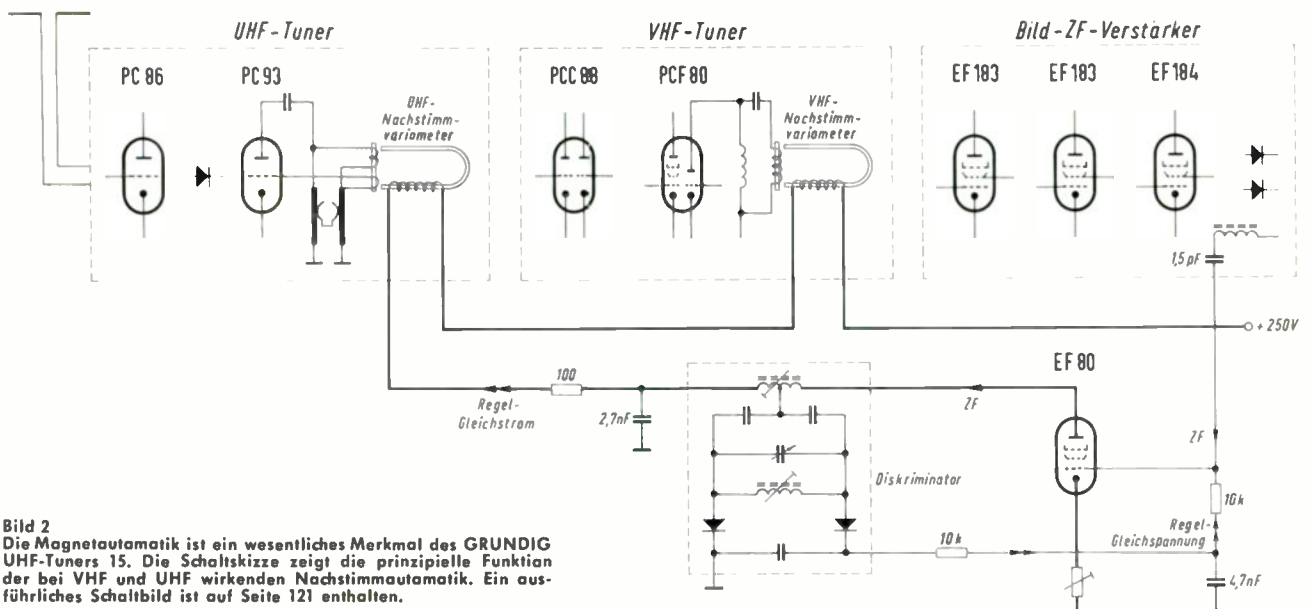 UHF-Tuner
VHF-Tuner
Bild-ZF-Verstärker
PC 86
PC 93
UHF-
Nachstimm-
variometer
PCC 88
PCF 80
VHF-
Nachstimm-
variometer
EF 183
EF 183
EF 184
1,5 pF
+ 250V
EF 80
100
Regel-
Gleichstrom
2,7nF
ZF
ZF
Diskriminator
10k
Regel-
Gleichspannung
10k
4,7nF
Bild 2
Die Magnetautamatik ist ein wesentliches Merkmal des GRUNDIG
UHF-Tuners 15. Die Schaltskizze zeigt die prinzipielle Funktian
der bei VHF und UHF wirkenden Nachstimmautamatik. Ein aus-
führliches Schaltbild ist auf Seite 121 enthalten.